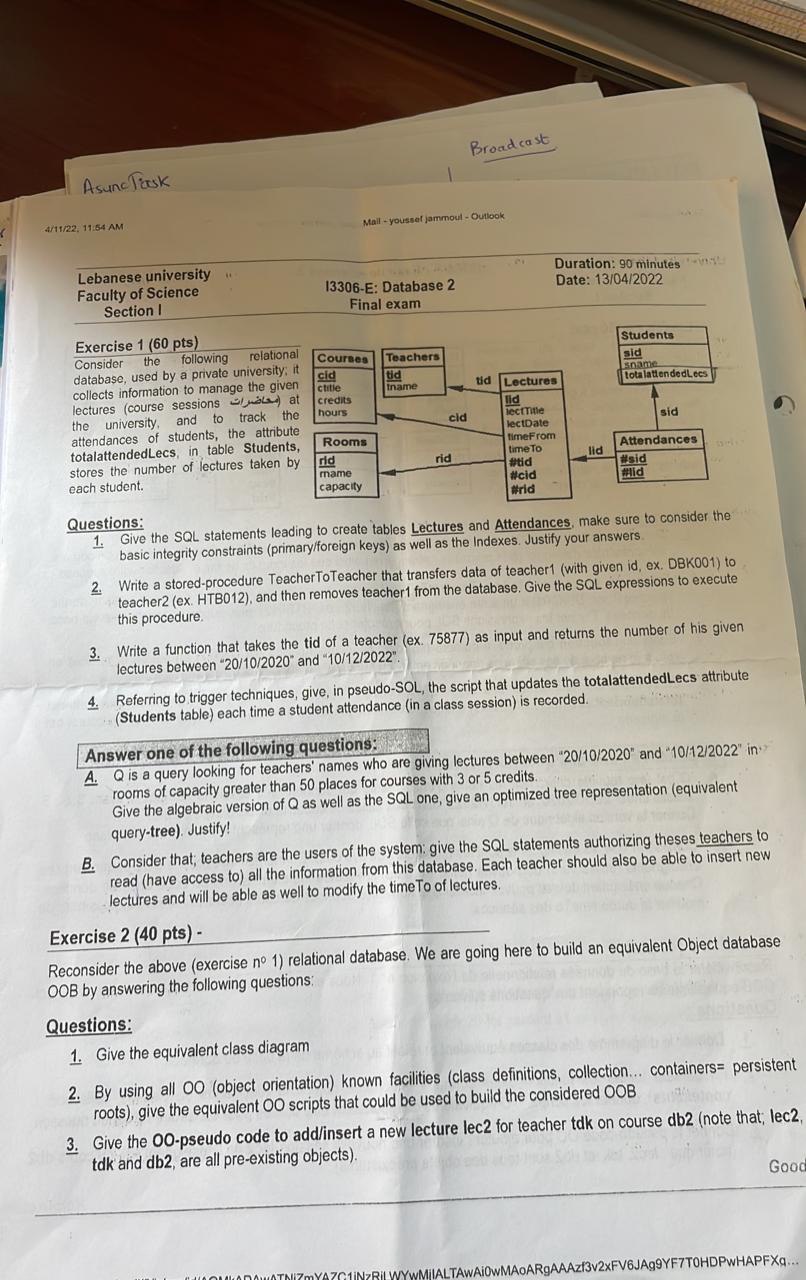 Broadcast
AsyncTask
4/11/22, 11:54 AM
Mail - youssef jammoul - Outlook
Lebanese university
Faculty of Science
Section I
I3306-E: Database 2
Final exam
Duration: 90 minutes
Date: 13/04/2022
Exercise 1 (60 pts)
Consider the following relational
database, used by a private university; it
collects information to manage the given
lectures (course sessions محاضرات) at
the university, and to track the
attendances of students, the attribute
totalattendedLecs, in table Students,
stores the number of lectures taken by
each student.
Courses
cid
ctitle
credits
hours
Teachers
tid
tname
Rooms
rid
rname
capacity
tid
cid
rid
Lectures
lid
lectTitle
lectDate
timeFrom
timeTo
#tid
#cid
#rid
Students
sid
sname
totalattendedLecs
sid
lid
Attendances
#sid
#lid
Questions:
1. Give the SQL statements leading to create tables Lectures and Attendances, make sure to consider the
basic integrity constraints (primary/foreign keys) as well as the Indexes. Justify your answers.
2. Write a stored-procedure TeacherToTeacher that transfers data of teacher1 (with given id, ex. DBK001) to
teacher2 (ex. HTB012), and then removes teacher1 from the database. Give the SQL expressions to execute
this procedure.
3. Write a function that takes the tid of a teacher (ex. 75877) as input and returns the number of his given
lectures between “20/10/2020” and “10/12/2022”.
4. Referring to trigger techniques, give, in pseudo-SQL, the script that updates the totalattendedLecs attribute
(Students table) each time a student attendance (in a class session) is recorded.
Answer one of the following questions:
A. Q is a query looking for teachers' names who are giving lectures between “20/10/2020” and “10/12/2022” in
rooms of capacity greater than 50 places for courses with 3 or 5 credits.
Give the algebraic version of Q as well as the SQL one, give an optimized tree representation (equivalent
query-tree). Justify!
B. Consider that; teachers are the users of the system: give the SQL statements authorizing theses teachers to
read (have access to) all the information from this database. Each teacher should also be able to insert new
lectures and will be able as well to modify the timeTo of lectures.
Exercise 2 (40 pts) -
Reconsider the above (exercise nº 1) relational database. We are going here to build an equivalent Object database
OOB by answering the following questions:
Questions:
1. Give the equivalent class diagram
2. By using all OO (object orientation) known facilities (class definitions, collection... containers= persistent
roots), give the equivalent OO scripts that could be used to build the considered OOB
3. Give the OO-pseudo code to add/insert a new lecture lec2 for teacher tdk on course db2 (note that; lec2,
tdk and db2, are all pre-existing objects).
Good